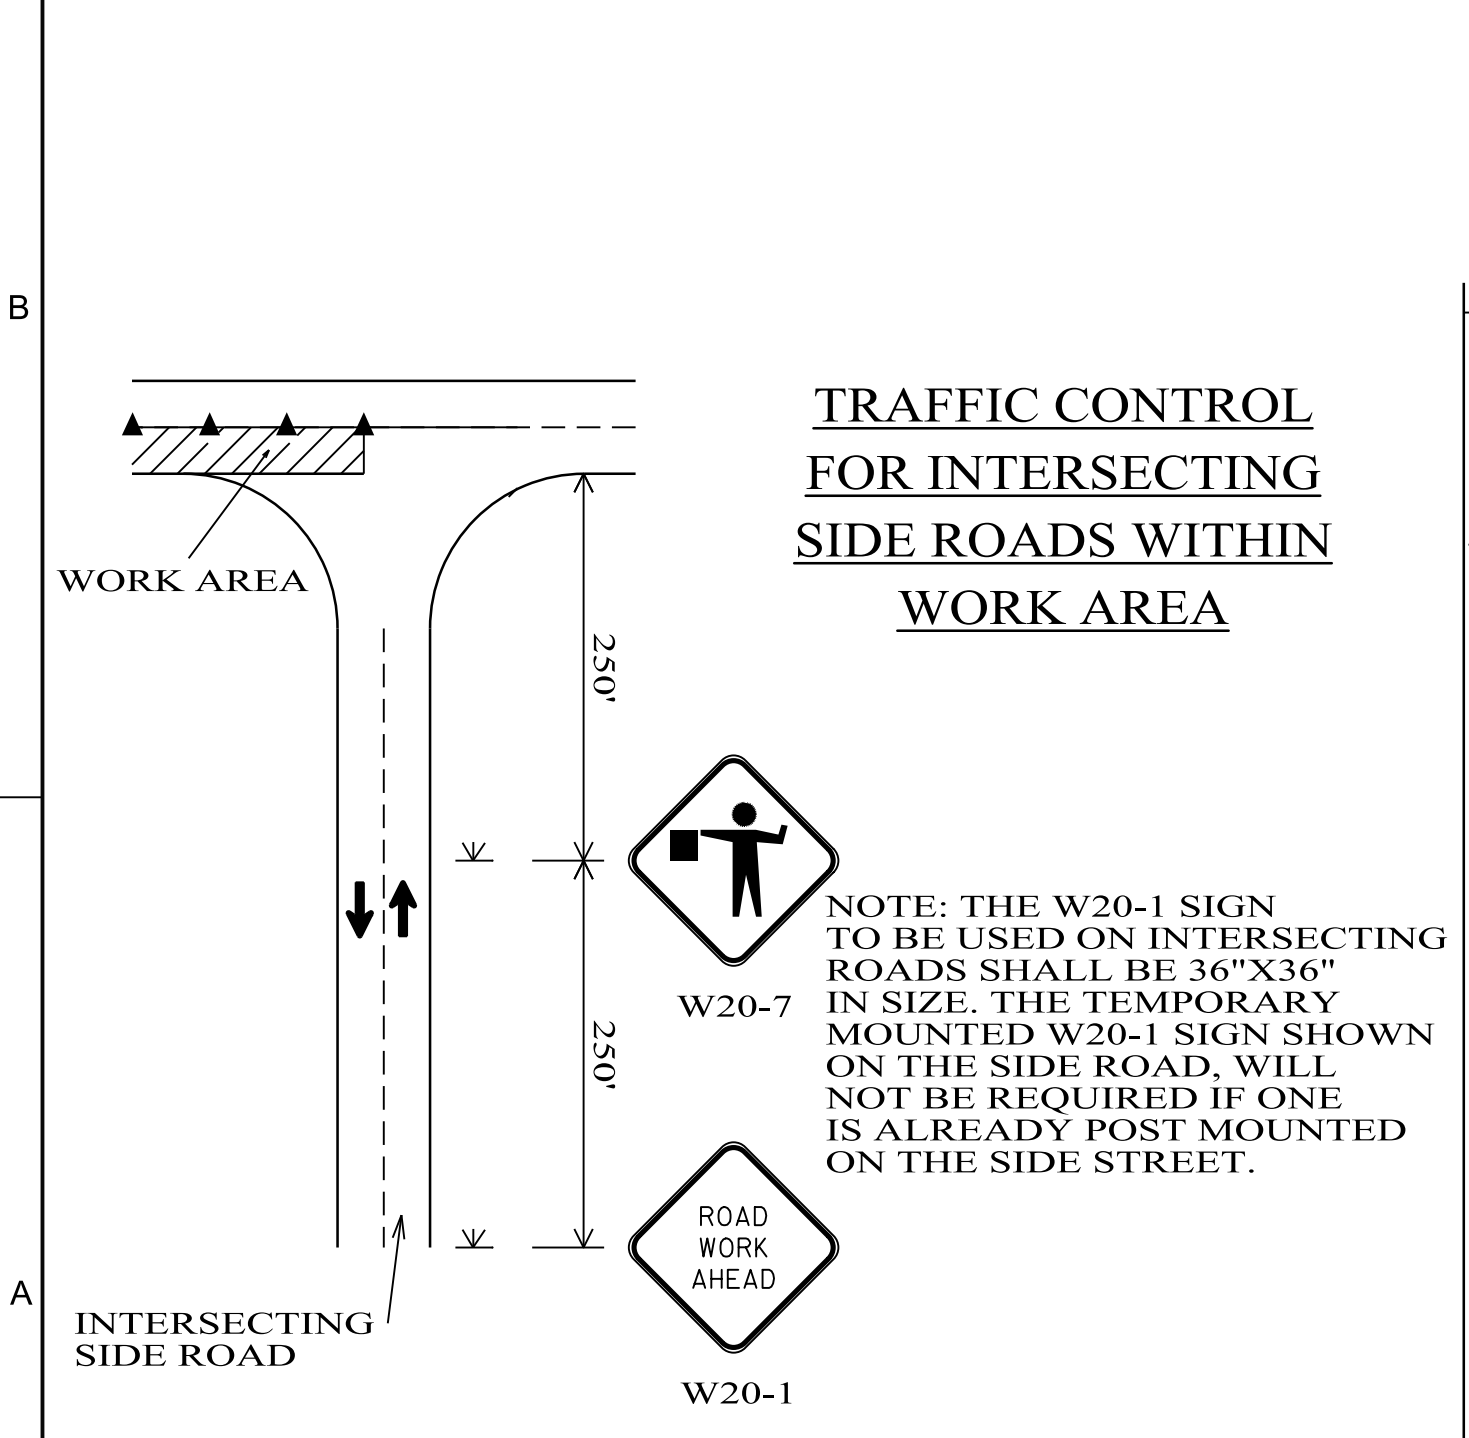 B
TRAFFIC CONTROL
FOR INTERSECTING
SIDE ROADS WITHIN
WORK AREA
WORK AREA
250'
NOTE: THE W20-1 SIGN
TO BE USED ON INTERSECTING
ROADS SHALL BE 36"X36"
IN SIZE. THE TEMPORARY
MOUNTED W20-1 SIGN SHOWN
ON THE SIDE ROAD, WILL
NOT BE REQUIRED IF ONE
IS ALREADY POST MOUNTED
ON THE SIDE STREET.
W20-7
250'
ROAD
WORK
AHEAD
A
INTERSECTING
SIDE ROAD
W20-1